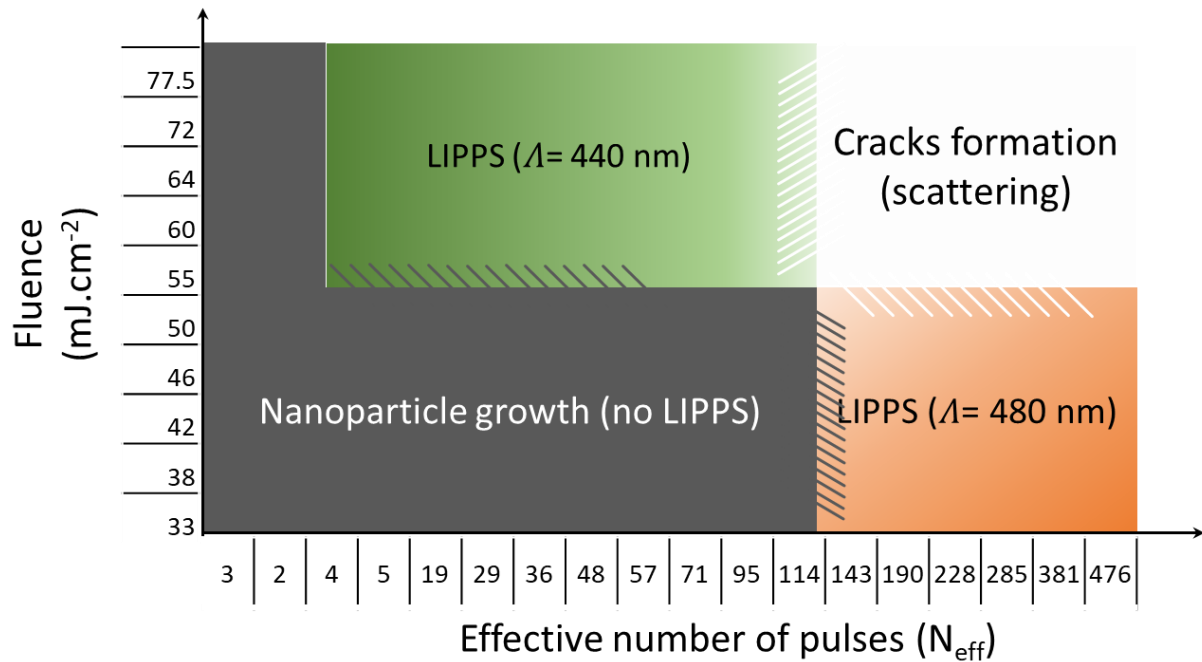 77.5
72
64
60
55
50
46
42
38
33
Fluence
(mJ.cm-2)
LIPPS (Λ= 440 nm)
Cracks formation
(scattering)
Nanoparticle growth (no LIPPS)
LIPPS (Λ= 480 nm)
3 2 4 5 19 29 36 48 57 71 95 114 143 190 228 285 381 476
Effective number of pulses (Neff)